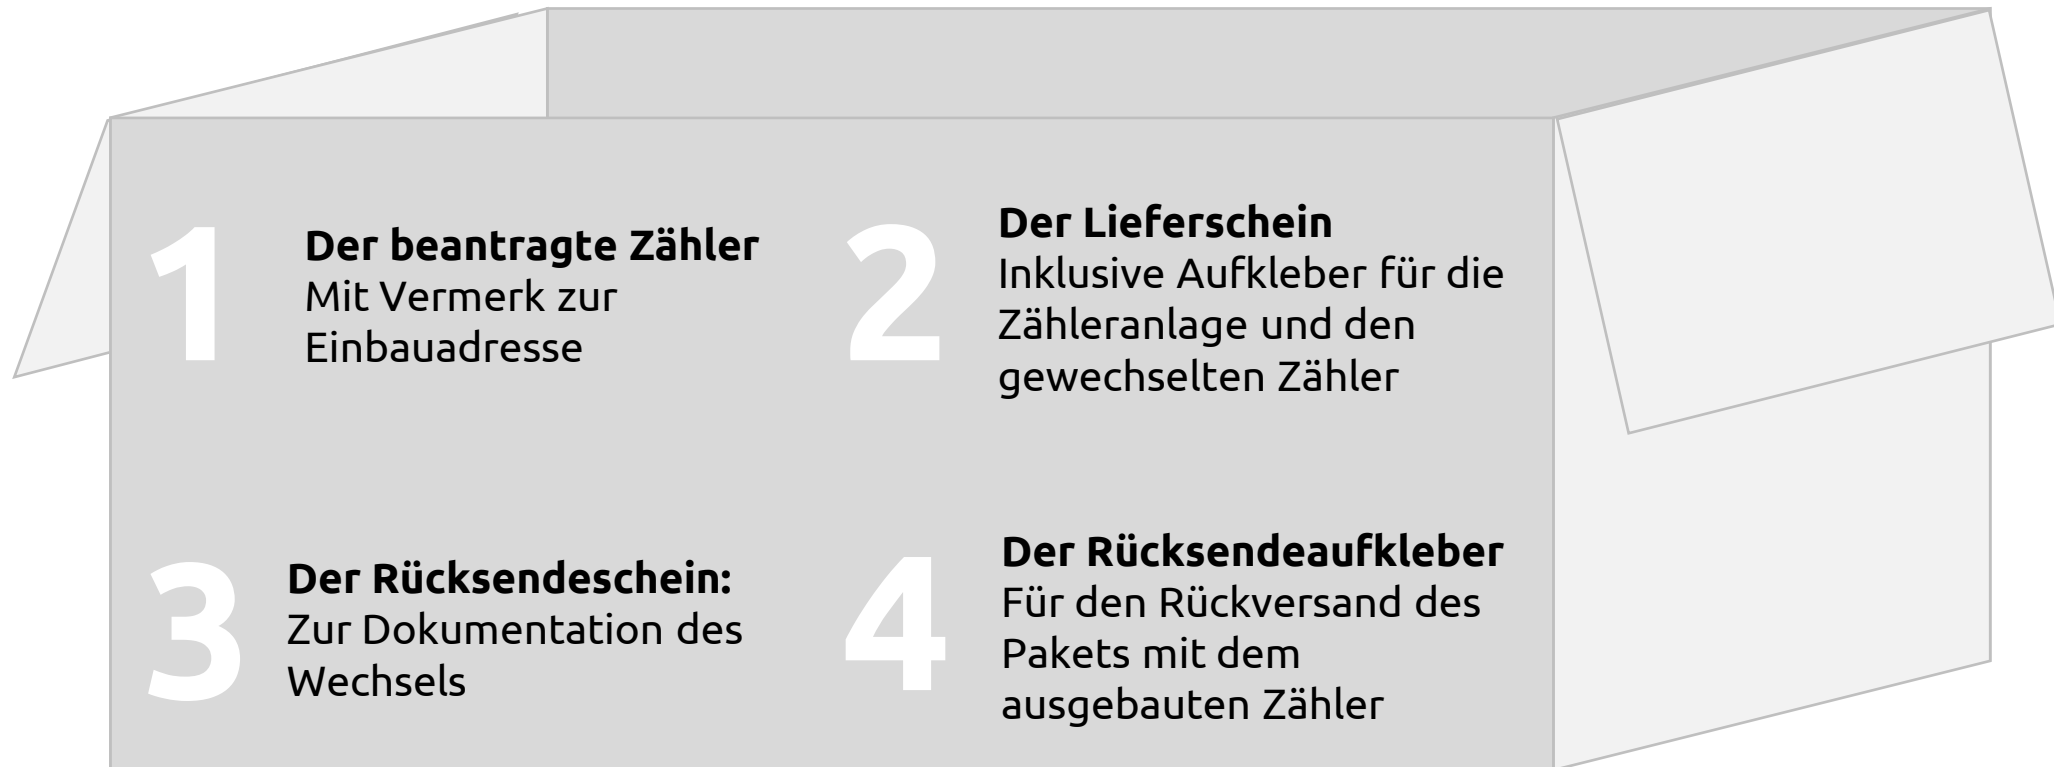 1
Der beantragte Zähler
Mit Vermerk zur
Einbauadresse
2
Der Lieferschein
Inklusive Aufkleber für die
Zähleranlage und den
gewechselten Zähler
3
Der Rücksendeschein:
Zur Dokumentation des
Wechsels
4
Der Rücksendeaufkleber
Für den Rückversand des
Pakets mit dem
ausgebauten Zähler